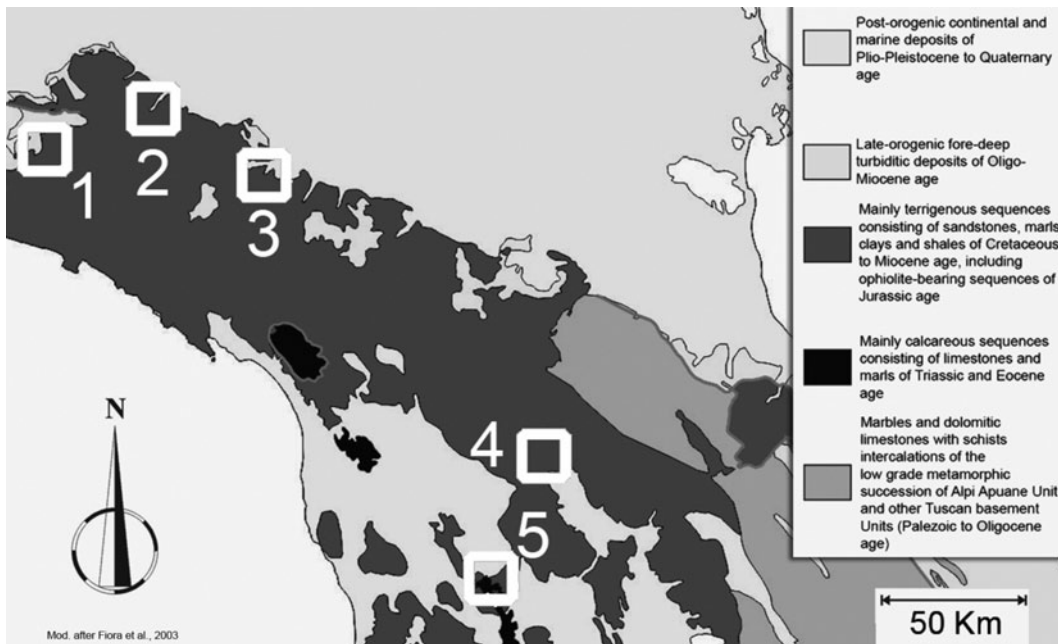 Post-orogenic continental and
marine deposits of
Plio-Pleistocene to Quaternary
age
Late-orogenic fore-deep
turbiditic deposits of Oligo-
Miocene age
Mainly terrigenous sequences
consisting of sandstones, marls
clays and shales of Cretaceous
to Miocene age, including
ophiolite-bearing sequences of
Jurassic age
Mainly calcareous sequences
consisting of limestones and
marls of Triassic and Eocene
age
Marbles and dolomitic
limestones with schists
intercalations of the
low grade metamorphic
succession of Alpi Apuane Unit
and other Tuscan basement
Units (Palezoic to Oligocene
age)
1
2
3
4
5
N
50 Km
Mod. after Fiora et al., 2003